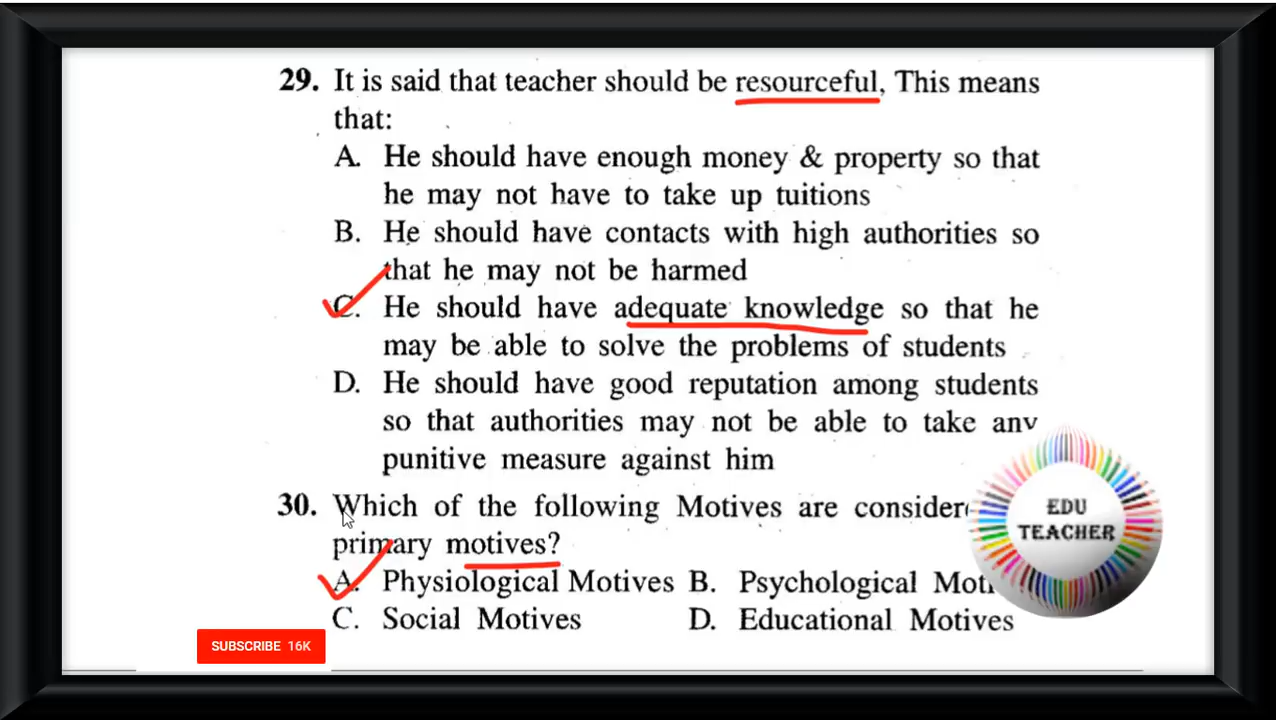 29. It is said that teacher should be resourceful, This means
that:
A. He should have enough money & property so that
he may not have to take up tuitions
B. He should have contacts with high authorities so
that he may not be harmed
C. He should have adequate knowledge so that he
may be able to solve the problems of students
D. He should have good reputation among students
so that authorities may not be able to take any
punitive measure against him
30. Which of the following Motives are consider
primary motives?
A. Physiological Motives B. Psychological Moti
C. Social Motives D. Educational Motives
EDU
TEACHER
SUBSCRIBE 16K